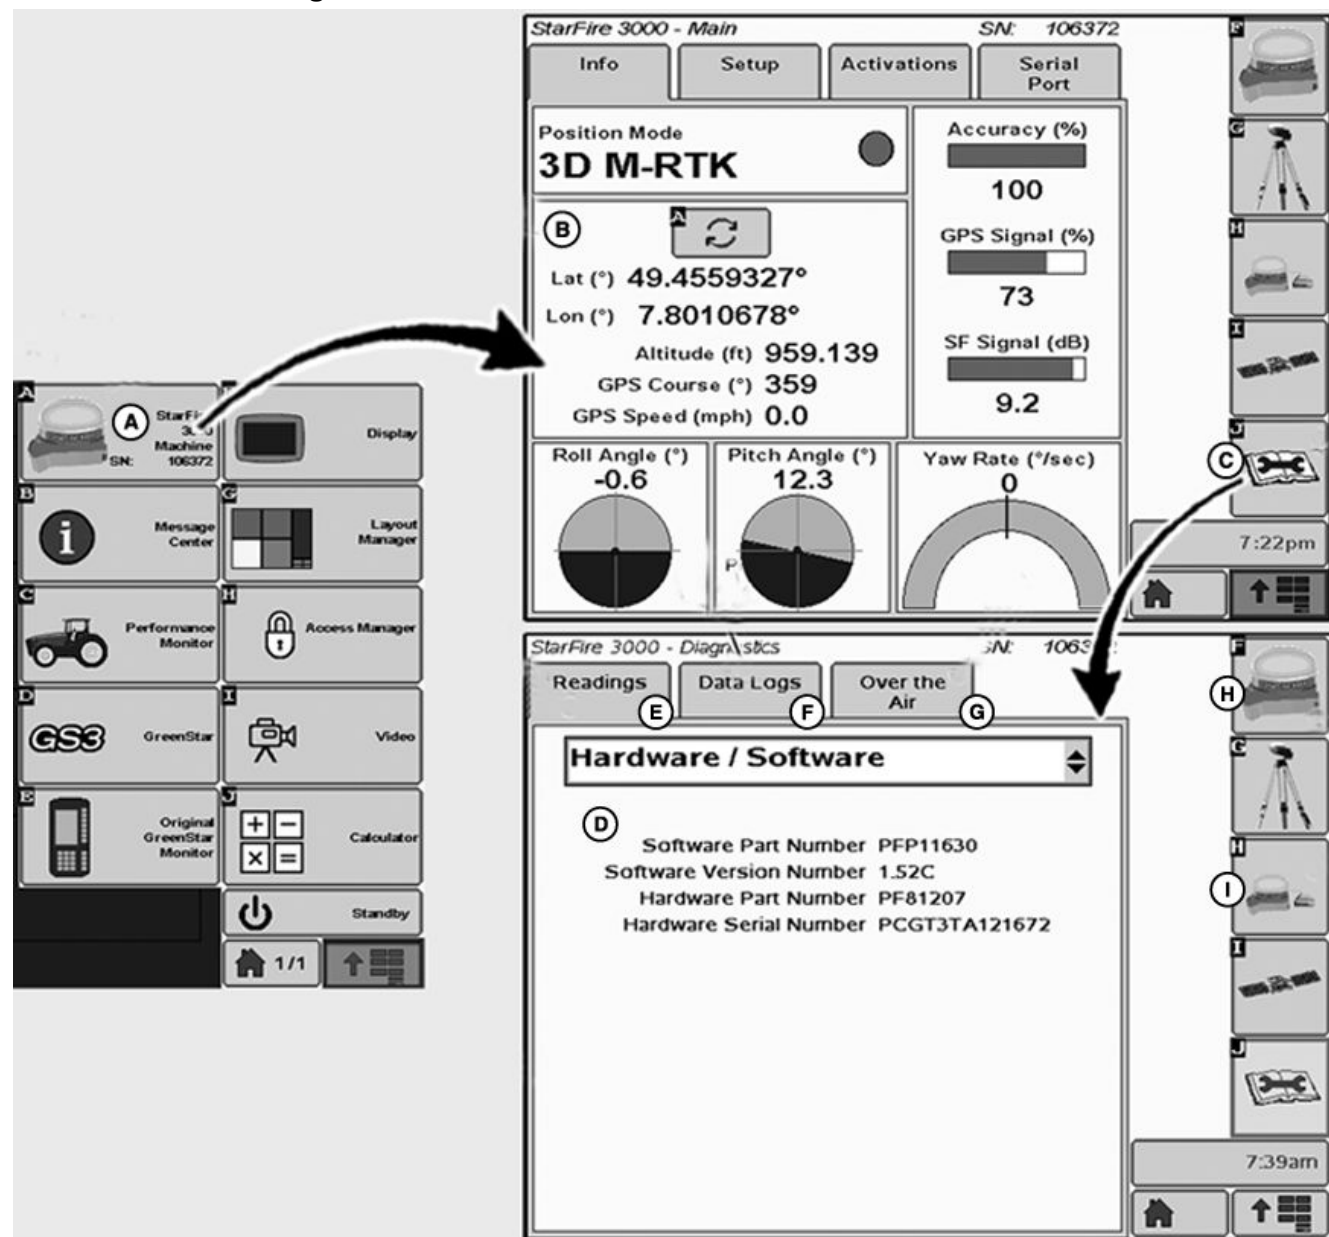 A
A
StarFire
3000
Machine
SN: 106372
Display
B
Message
Center
G
Layout
Manager
C
Performance
Monitor
H
Access Manager
D
GS3
GreenStar
I
Video
E
Original
GreenStar
Monitor
J
Calculator
Standby
1/1
StarFire 3000 - Main SN: 106372
Info
Setup
Activations
Serial
Port
Position Mode
3D M-RTK
B
A
Lat (°) 49.4559327°
Lon (°) 7.8010678°
Altitude (ft) 959.139
GPS Course (°) 359
GPS Speed (mph) 0.0
Accuracy (%)
100
GPS Signal (%)
73
SF Signal (dB)
9.2
Roll Angle (°)
-0.6
Pitch Angle (°)
12.3
P
Yaw Rate (°/sec)
0
F
G
H
I
J
C
7:22pm
StarFire 3000 - Diagnostics SN: 106372
Readings
E
Data Logs
F
Over the
Air
G
Hardware / Software
D
Software Part Number PFP11630
Software Version Number 1.52C
Hardware Part Number PF81207
Hardware Serial Number PCGT3TA121672
F
H
G
H
I
I
J
7:39am